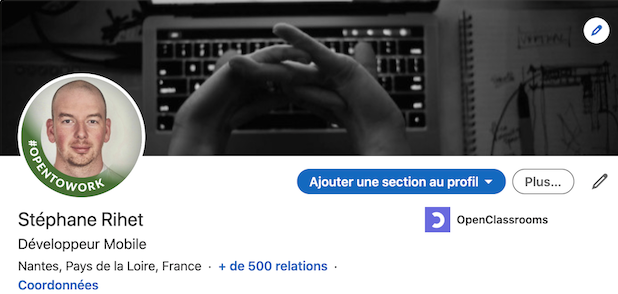 #OPENTOWORK
Ajouter une section au profil
Plus...
Stéphane Rihet
OpenClassrooms
Développeur Mobile
Nantes, Pays de la Loire, France · + de 500 relations ·
Coordonnées